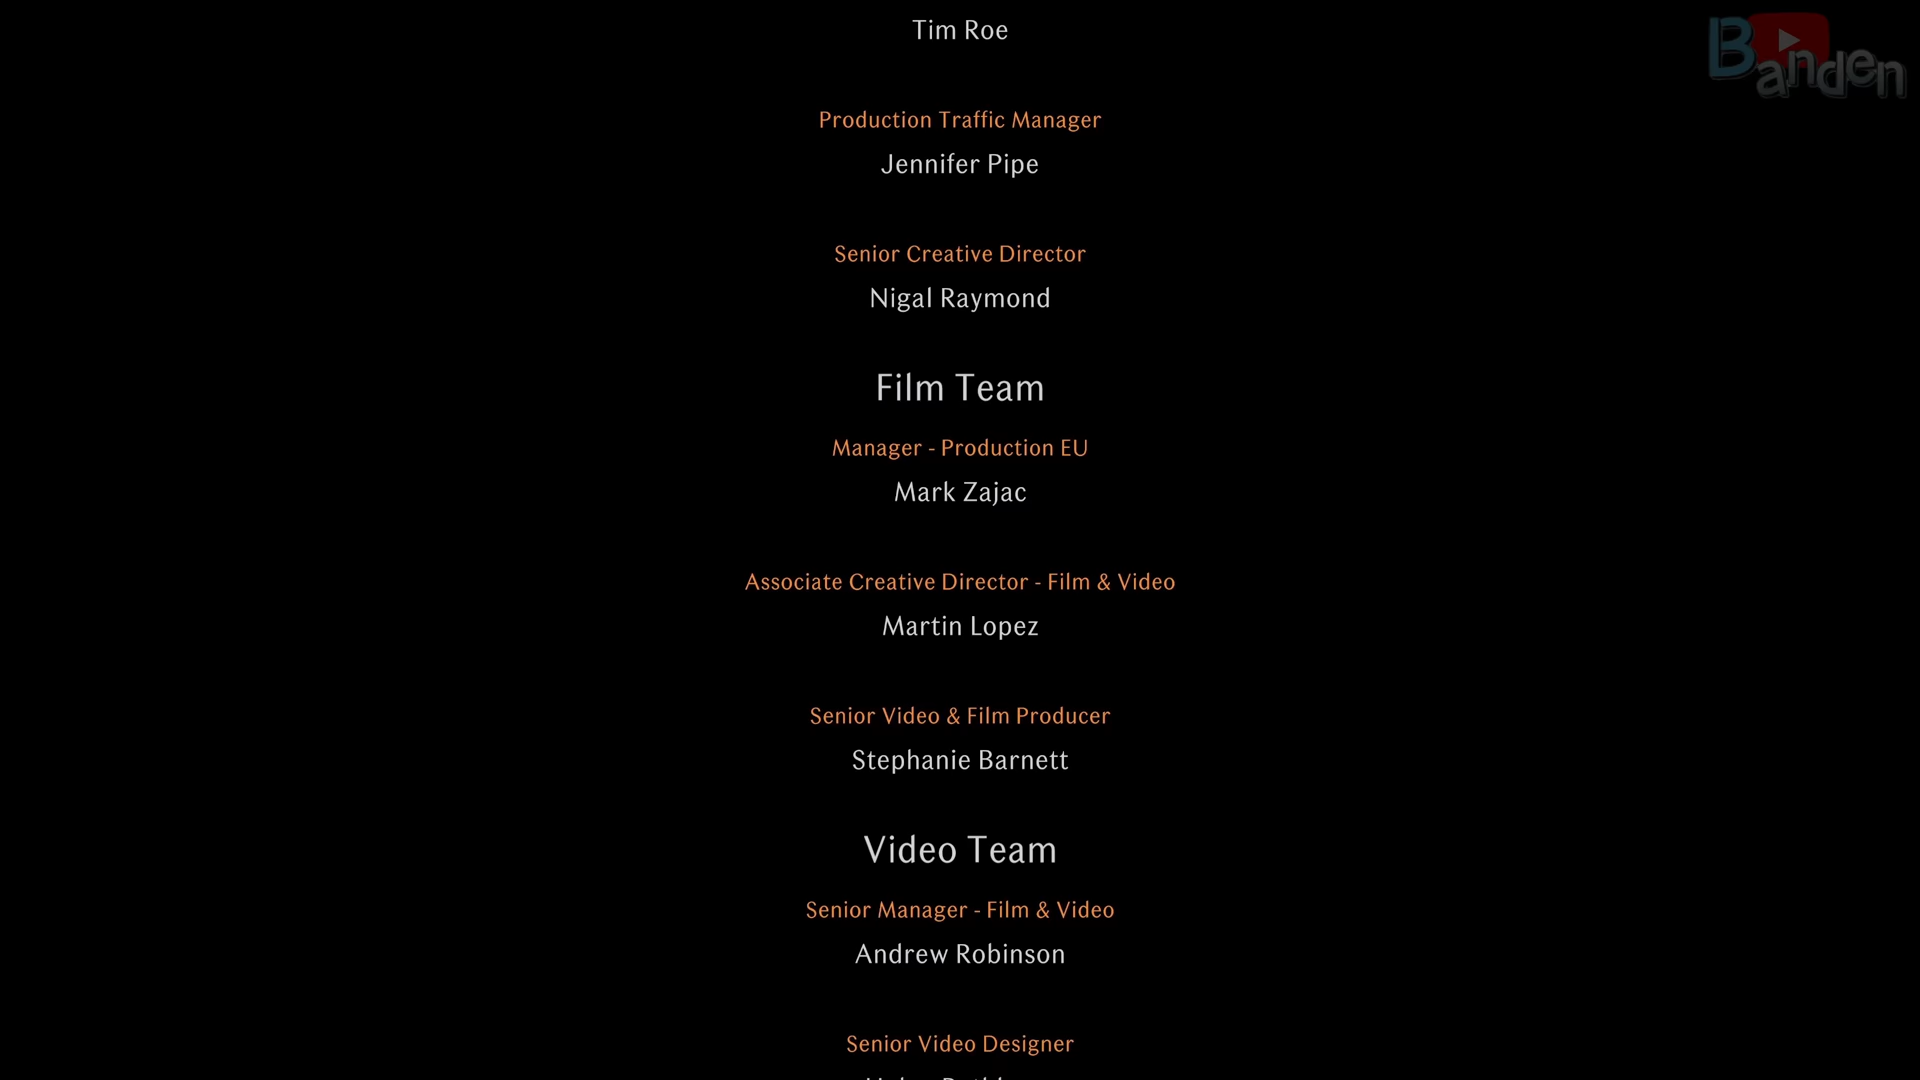 Tim Roe
Banden
Production Traffic Manager
Jennifer Pipe
Senior Creative Director
Nigal Raymond
Film Team
Manager - Production EU
Mark Zajac
Associate Creative Director - Film & Video
Martin Lopez
Senior Video & Film Producer
Stephanie Barnett
Video Team
Senior Manager - Film & Video
Andrew Robinson
Senior Video Designer